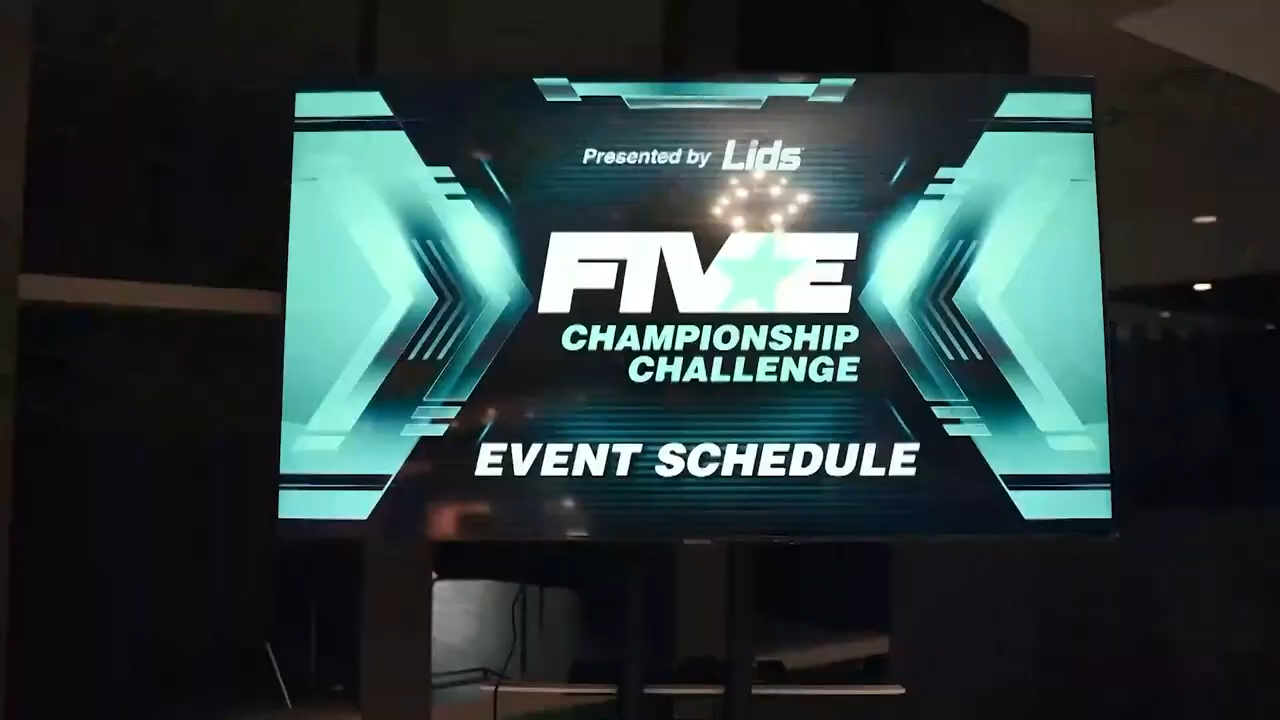 Presented by Lids
FIVE
CHAMPIONSHIP
CHALLENGE
EVENT SCHEDULE